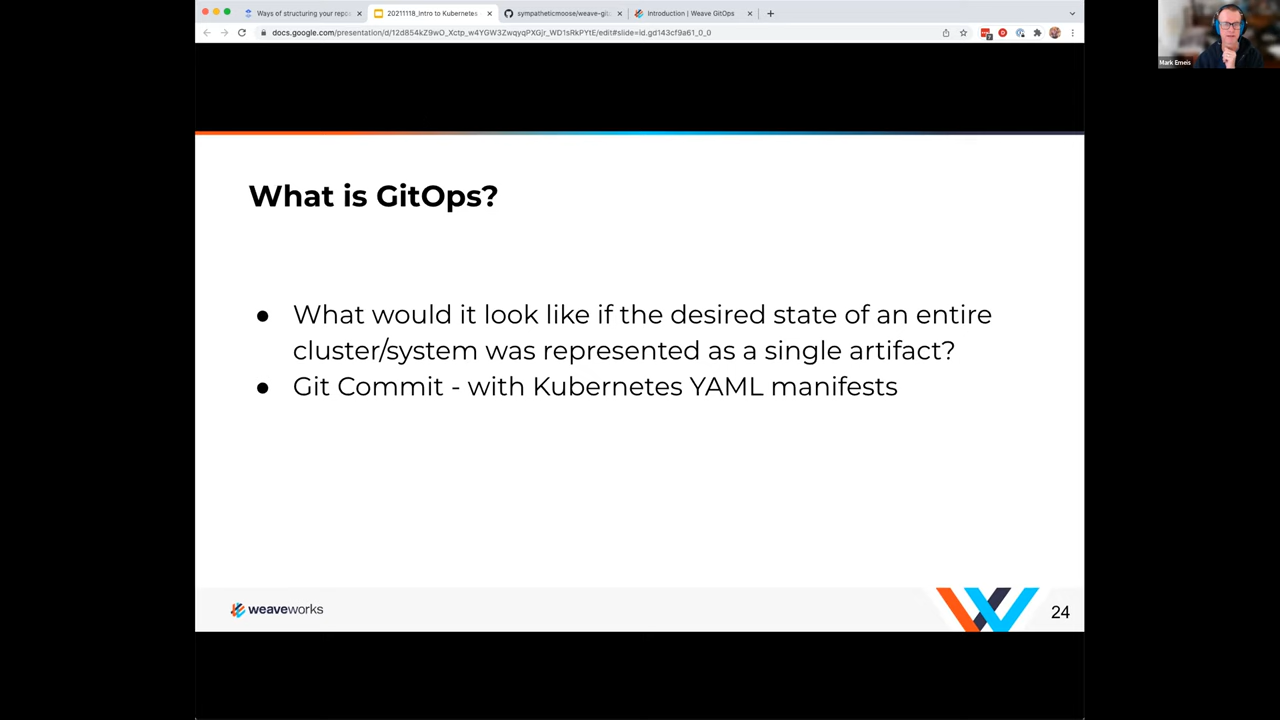 Ways of structuring your repo
20211118_Intro to Kubernetes
sympatheticmoose/weave-git
Introduction | Weave GitOps
docs.google.com/presentation/d/12d854kZ9wO_Xctp_w4YGW3ZwqyqPXGjr_WD1sRkPYtE/edit#slide=id.gd143cf9a61_0_0
Mark Emeis
What is GitOps?
● What would it look like if the desired state of an entire
cluster/system was represented as a single artifact?
● Git Commit - with Kubernetes YAML manifests
weaveworks
24